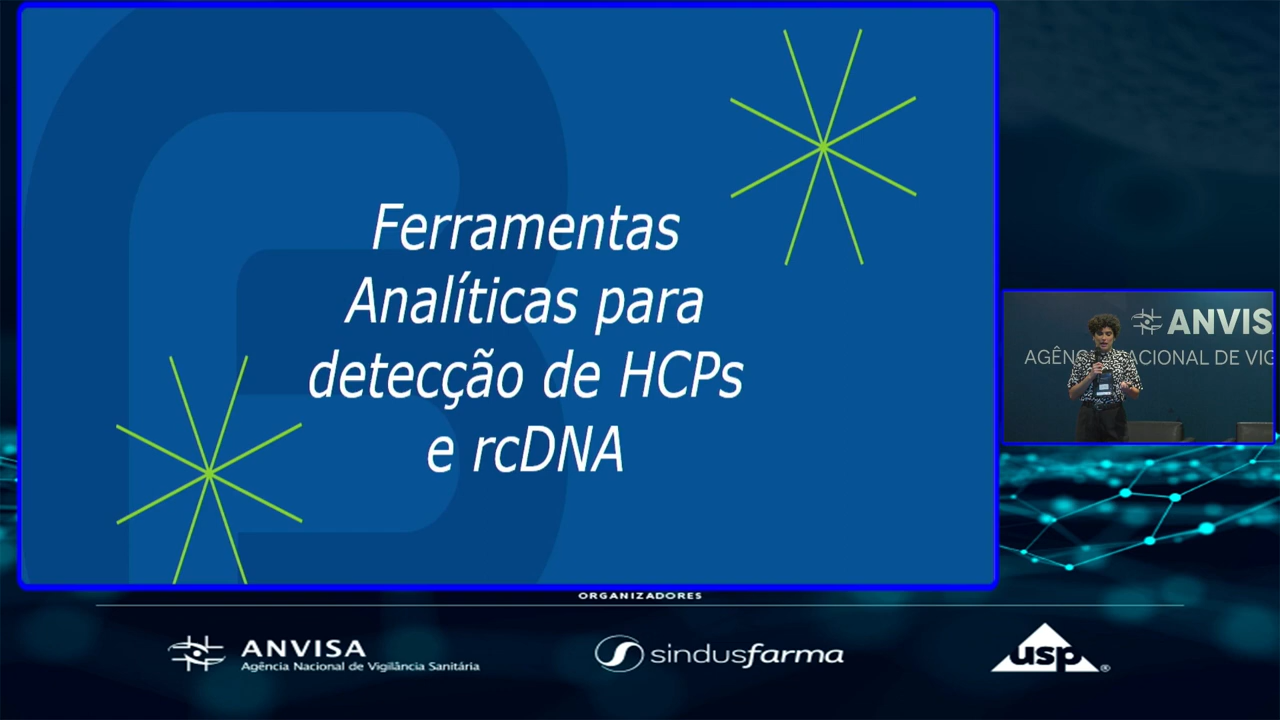 Ferramentas
Analíticas para
detecção de HCPs
e rcDNA
ANVIS
AGÊN NACIONAL DE VIG
ORGANIZADORES
ANVISA
Agência Nacional de Vigilância Sanitária
sindusfarma
usp®